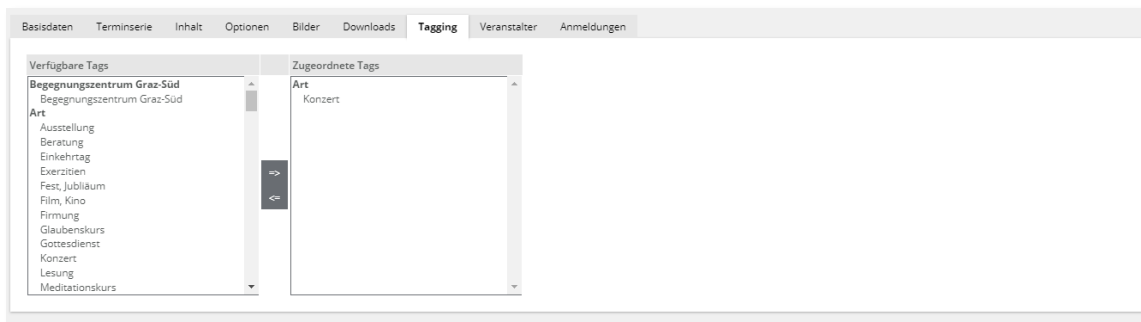 Basisdaten Terminserie Inhalt Optionen Bilder Downloads Tagging Veranstalter Anmeldungen
Verfügbare Tags
Begegnungszentrum Graz-Süd
Begegnungszentrum Graz-Süd
Art
Ausstellung
Beratung
Einkehrtag
Exerzitien
Fest, Jubliäum
Film, Kino
Firmung
Glaubenskurs
Gottesdienst
Konzert
Lesung
Meditationskurs
=>
<=
Zugeordnete Tags
Art
Konzert